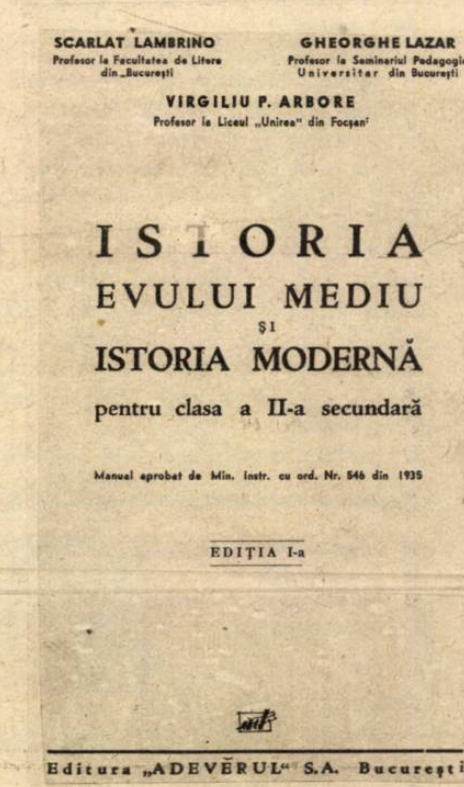 SCARLAT LAMBRINO
Profesor la Facultatea de Litere
din București
GHEORGHE LAZAR
Profesor la Seminariul Pedagogic
Universitar din București
VIRGILIU P. ARBORE
Profesor la Liceul „Unirea“ din Focșani
ISTORIA
EVULUI MEDIU
ȘI
ISTORIA MODERNĂ
pentru clasa a II-a secundară
Manual aprobat de Min. Instr. cu ord. Nr. 546 din 1935
EDIȚIA I-a
Editura „ADEVĔRUL“ S.A. București